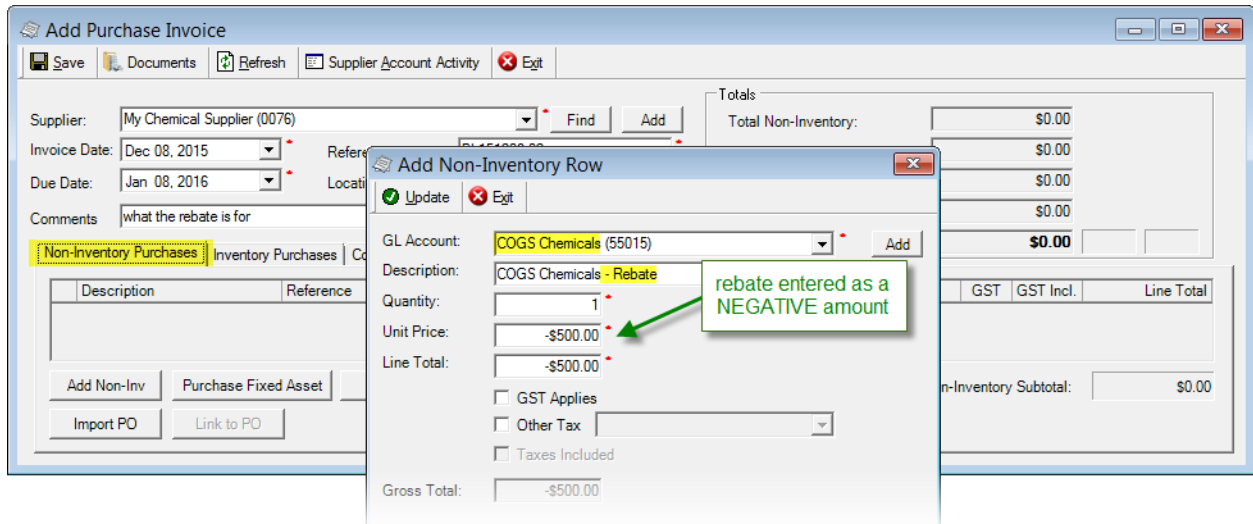 Add Purchase Invoice
Save Documents Refresh Supplier Account Activity Exit
Totals
Supplier: My Chemical Supplier (0076) * Find Add Total Non-Inventory: $0.00
Invoice Date: Dec 08, 2015 * *
$0.00
Due Date: Jan 08, 2016 *
$0.00
Comments what the rebate is for
$0.00
$0.00
Non-Inventory Purchases Inventory Purchases
Description Reference GST GST Incl. Line Total
Add Non-Inv Purchase Fixed Asset Subtotal: $0.00
Import PO Link to PO
Add Non-Inventory Row
Update Exit
GL Account: COGS Chemicals (55015) * Add
Description: COGS Chemicals - Rebate
Quantity: 1 *
Unit Price: -$500.00 *
Line Total: -$500.00 *
GST Applies
Other Tax
Taxes Included
Gross Total: -$500.00
rebate entered as a
NEGATIVE amount